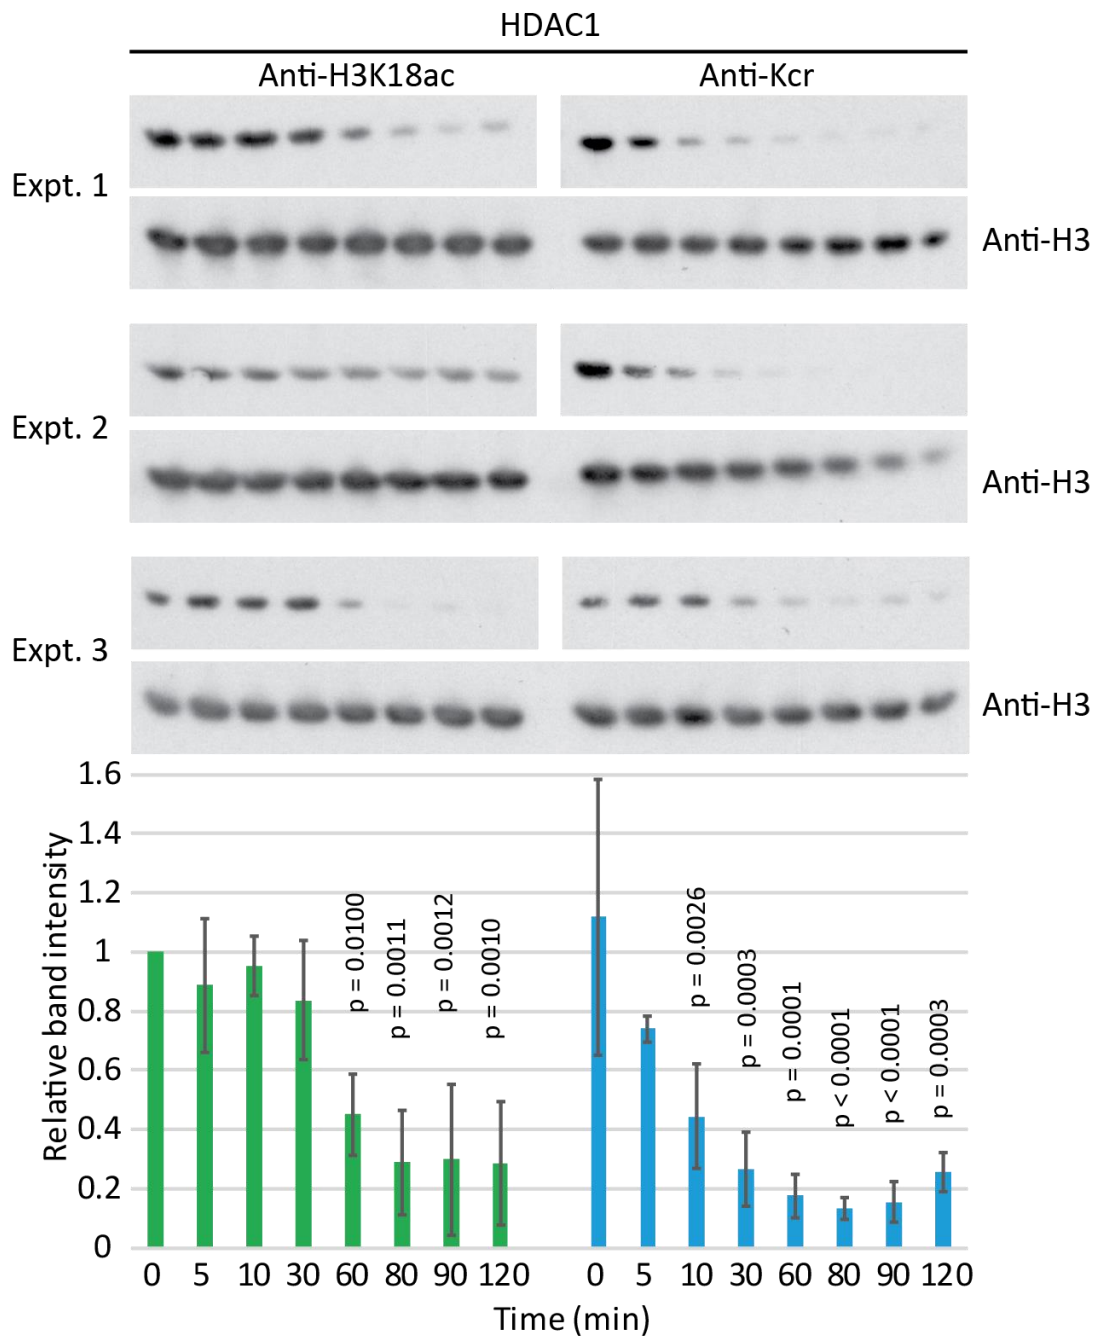 HDAC1
Anti-H3K18ac Anti-Kcr
Expt. 1
Anti-H3
Expt. 2
Anti-H3
Expt. 3
Anti-H3
Relative band intensity
1.6
1.4
1.2
1
0.8
0.6
0.4
0.2
0
p = 0.0100
p = 0.0011
p = 0.0012
p = 0.0010
p = 0.0026
p = 0.0003
p = 0.0001
p < 0.0001
p < 0.0001
p = 0.0003
0 5 10 30 60 80 90 120 0 5 10 30 60 80 90 120
Time (min)